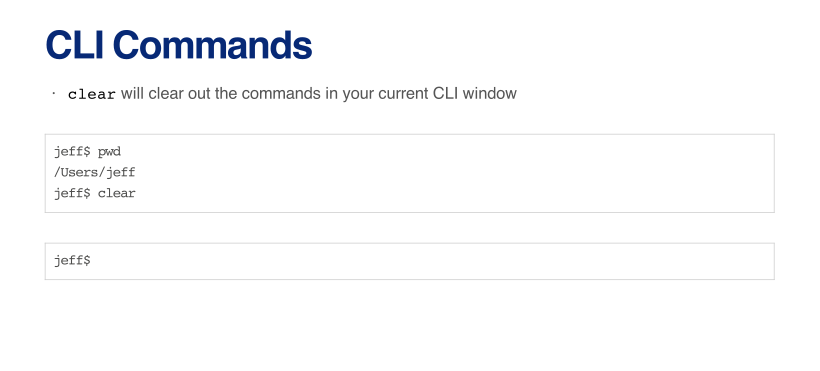 CLI Commands
· clear will clear out the commands in your current CLI window
jeff$ pwd
/Users/jeff
jeff$ clear
jeff$